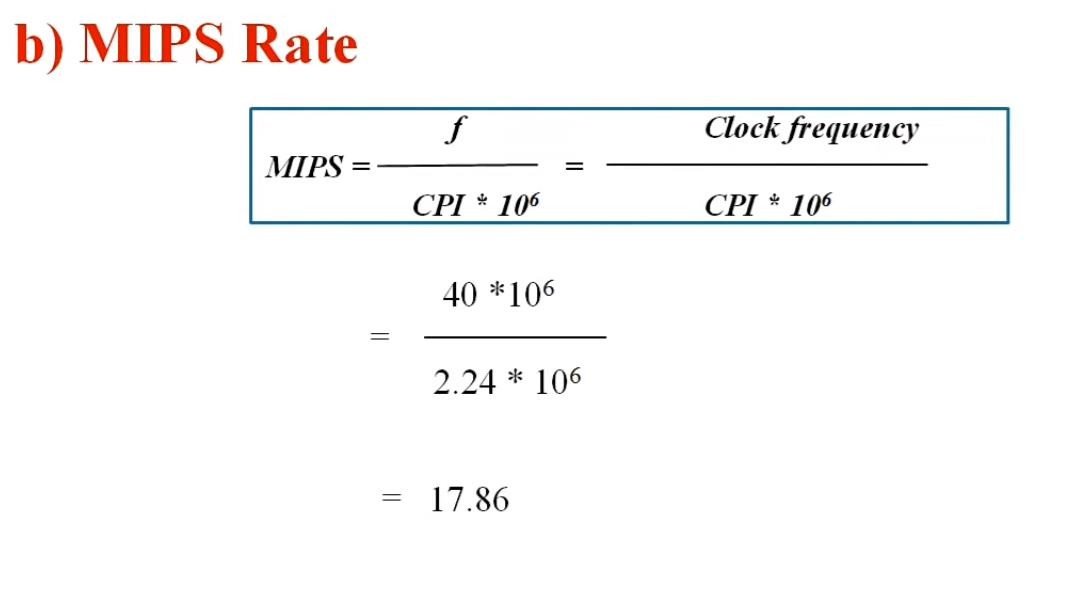 b) MIPS Rate
f Clock frequency
MIPS = =
CPI * 10⁶ CPI * 10⁶
40 *10⁶
=
2.24 * 10⁶
= 17.86